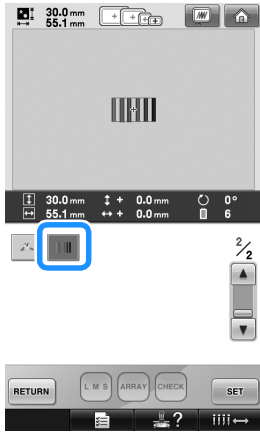 30.0 mm
55.1 mm
30.0 mm + 0.0 mm 0°
55.1 mm + 0.0 mm 6
2/2
RETURN L M S ARRAY CHECK SET
?